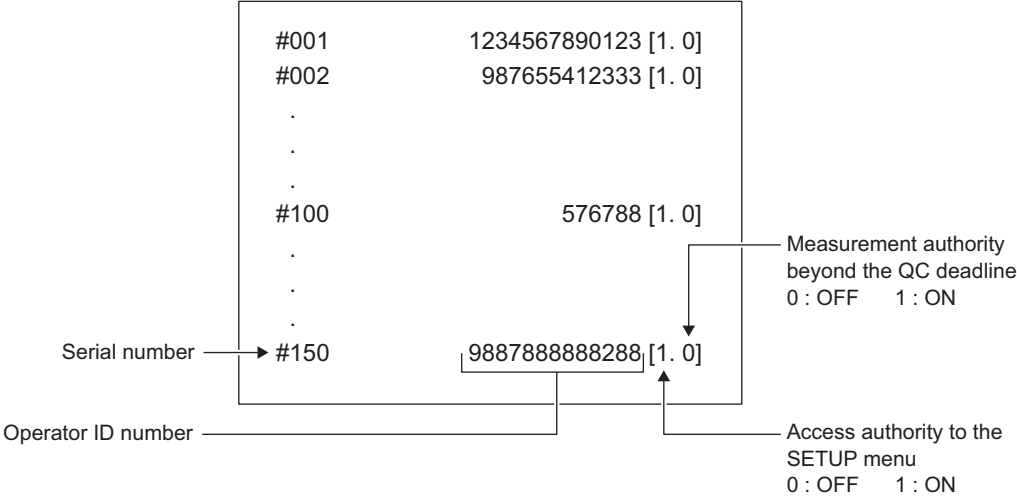 #001 1234567890123 [1. 0]
#002 987655412333 [1. 0]
.
.
.
#100 576788 [1. 0]
.
.
.
#150 9887888888288 [1. 0]
Measurement authority
beyond the QC deadline
0 : OFF 1 : ON
Serial number
Operator ID number
Access authority to the
SETUP menu
0 : OFF 1 : ON